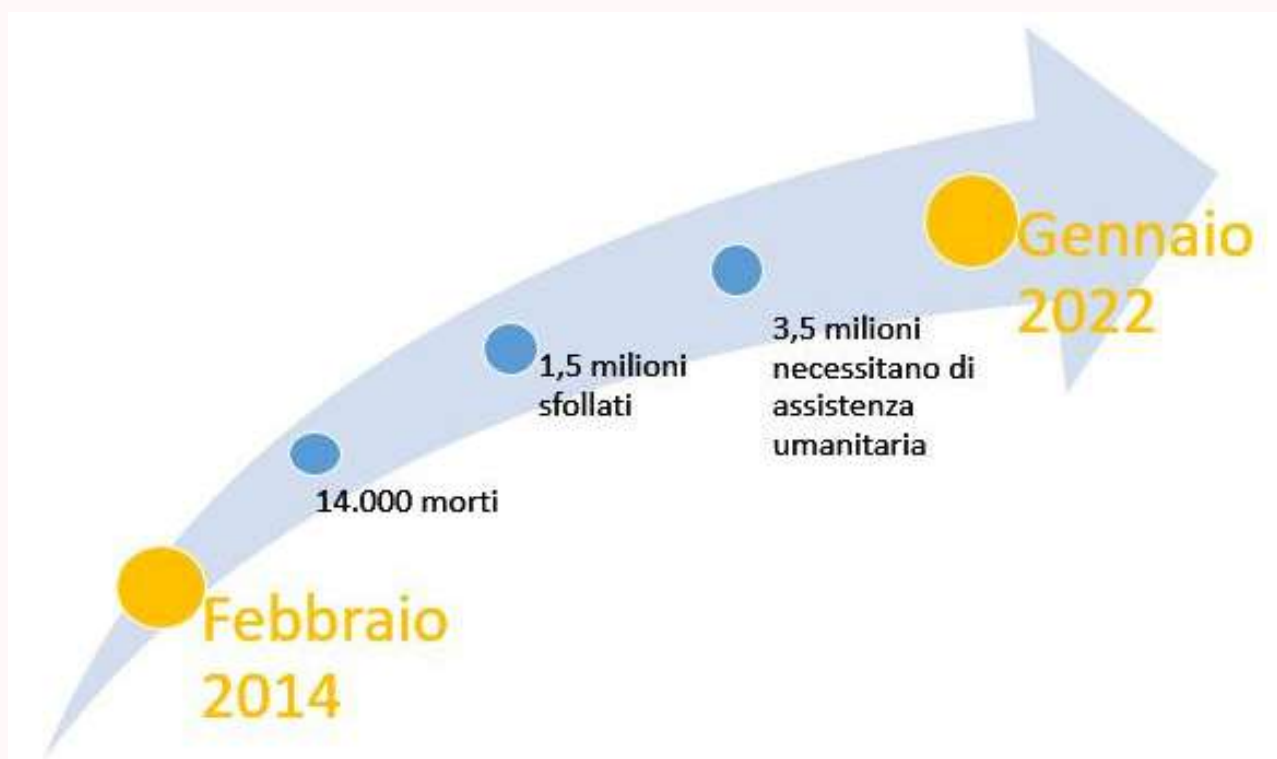 Febbraio
2014
14.000 morti
1,5 milioni
sfollati
3,5 milioni
necessitano di
assistenza
umanitaria
Gennaio
2022